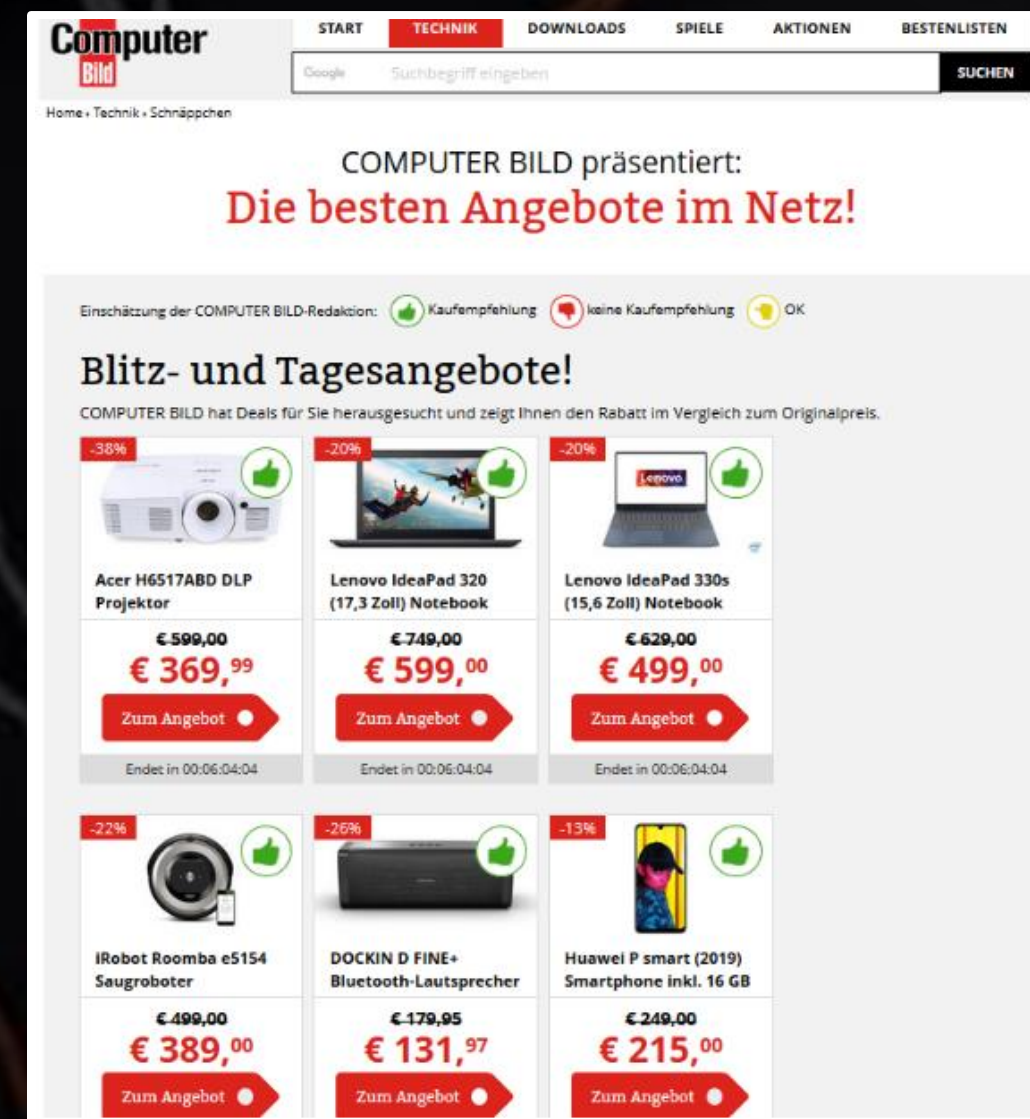 Computer
Bild
START TECHNIK DOWNLOADS SPIELE AKTIONEN BESTENLISTEN
Google Suchbegriff eingeben SUCHEN
Home › Technik › Schnäppchen
COMPUTER BILD präsentiert:
Die besten Angebote im Netz!
Einschätzung der COMPUTER BILD-Redaktion: Kaufempfehlung keine Kaufempfehlung OK
Blitz- und Tagesangebote!
COMPUTER BILD hat Deals für Sie herausgesucht und zeigt Ihnen den Rabatt im Vergleich zum Originalpreis.
-38%
Acer H6517ABD DLP
Projektor
€ 599,00
€ 369,99
Zum Angebot
Endet in 00:06:04:04
-20%
Lenovo IdeaPad 320
(17,3 Zoll) Notebook
€ 749,00
€ 599,00
Zum Angebot
Endet in 00:06:04:04
-20%
Lenovo
Lenovo IdeaPad 330s
(15,6 Zoll) Notebook
€ 629,00
€ 499,00
Zum Angebot
Endet in 00:06:04:04
-22%
iRobot Roomba e5154
Saugroboter
€ 499,00
€ 389,00
Zum Angebot
-26%
DOCKIN D FINE+
Bluetooth-Lautsprecher
€ 179,95
€ 131,97
Zum Angebot
-13%
Huawei P smart (2019)
Smartphone inkl. 16 GB
€ 249,00
€ 215,00
Zum Angebot